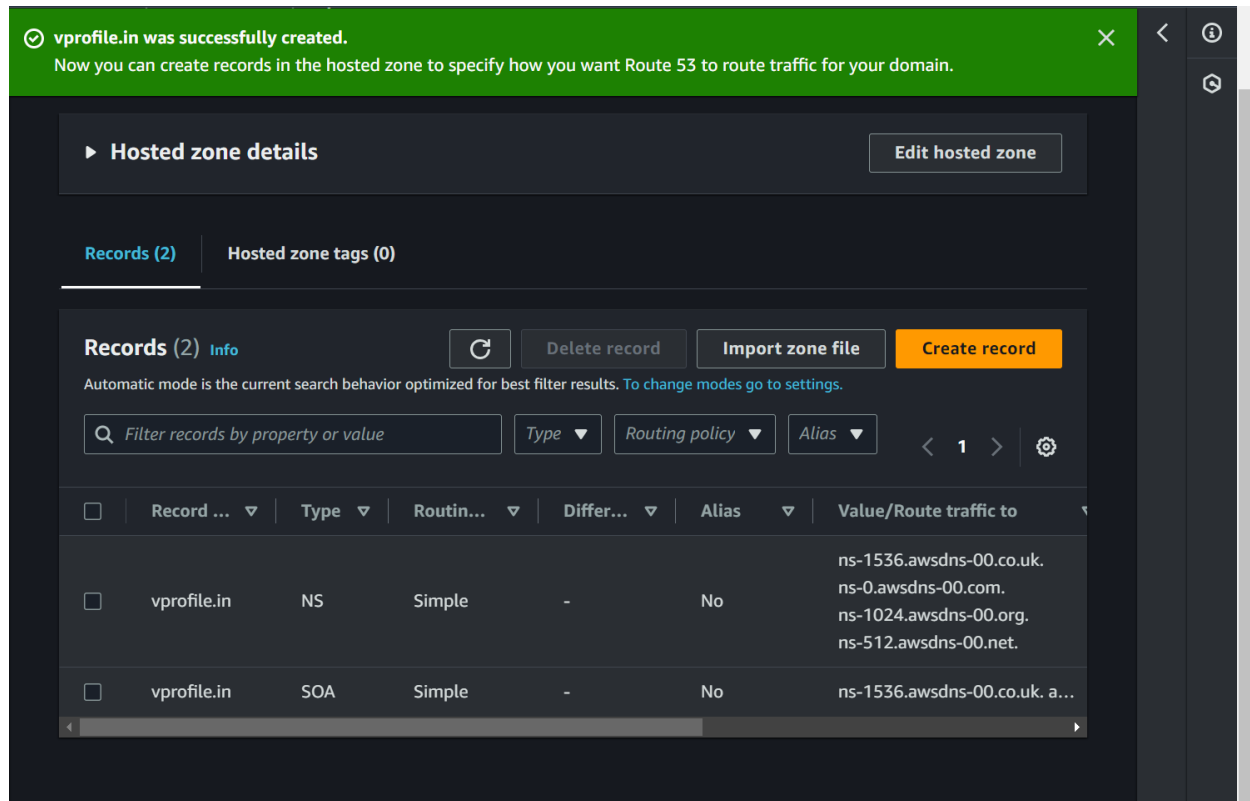 vprofile.in was successfully created.
Now you can create records in the hosted zone to specify how you want Route 53 to route traffic for your domain.
Hosted zone details
Edit hosted zone
Records (2)
Hosted zone tags (0)
Records (2) Info
Delete record
Import zone file
Create record
Automatic mode is the current search behavior optimized for best filter results. To change modes go to settings.
Filter records by property or value
Type
Routing policy
Alias
1
Record ... Type Routin... Differ... Alias Value/Route traffic to
vprofile.in NS Simple - No
ns-1536.awsdns-00.co.uk.
ns-0.awsdns-00.com.
ns-1024.awsdns-00.org.
ns-512.awsdns-00.net.
vprofile.in SOA Simple - No ns-1536.awsdns-00.co.uk. a...